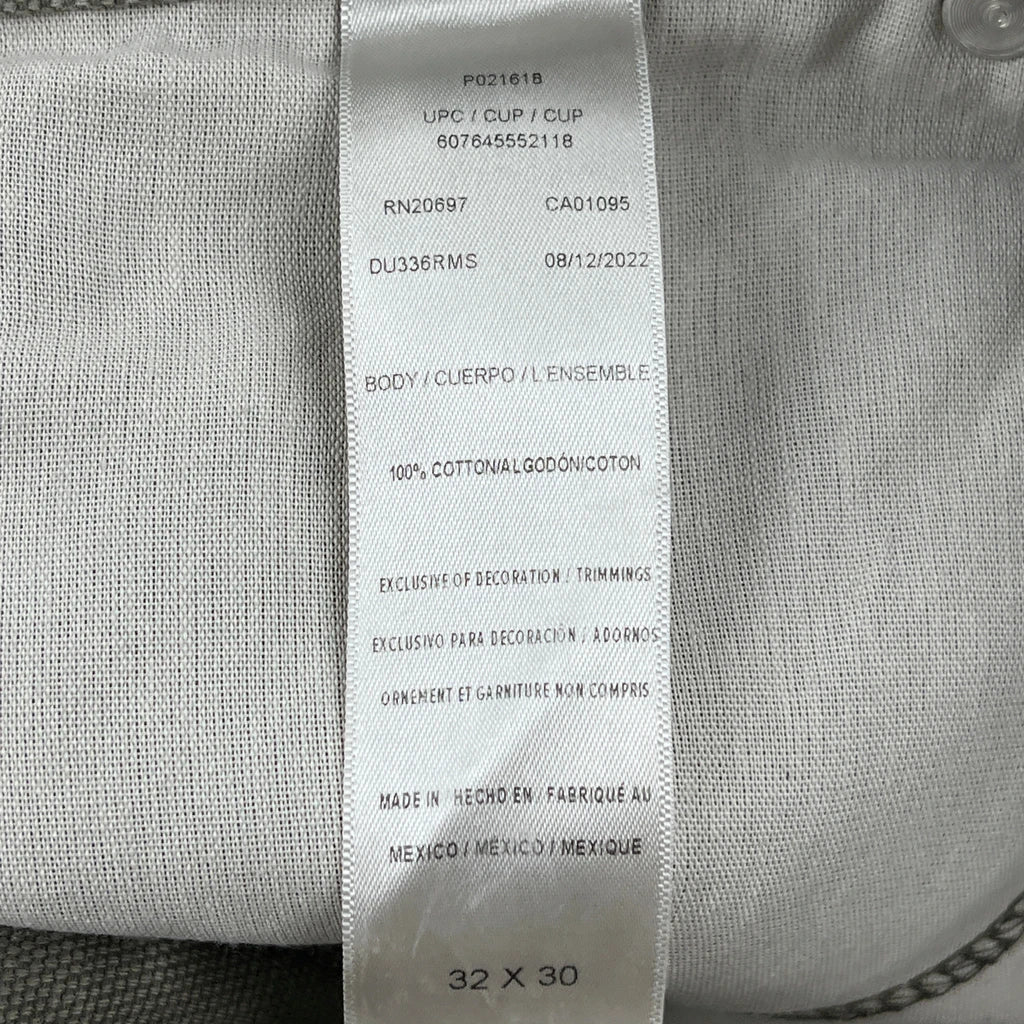 P021618
UPC / CUP / CUP
607645552118
RN20697 CA01095
DU336RMS 08/12/2022
BODY / CUERPO / L'ENSEMBLE
100% COTTON/ALGODÓN/COTON
EXCLUSIVE OF DECORATION / TRIMMINGS
EXCLUSIVO PARA DECORACIÓN / ADORNOS
ORNEMENT ET GARNITURE NON COMPRIS
MADE IN HECHO EN / FABRIQUÉ AU
MEXICO / MÉXICO / MEXIQUE
32 X 30